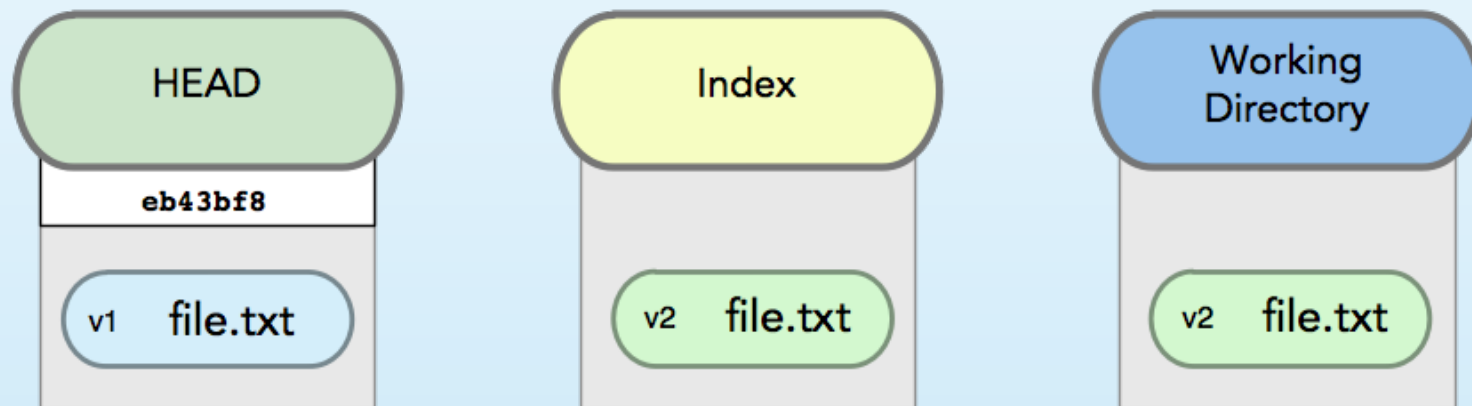 HEAD
Index
Working
Directory
eb43bf8
v1 file.txt
v2 file.txt
v2 file.txt